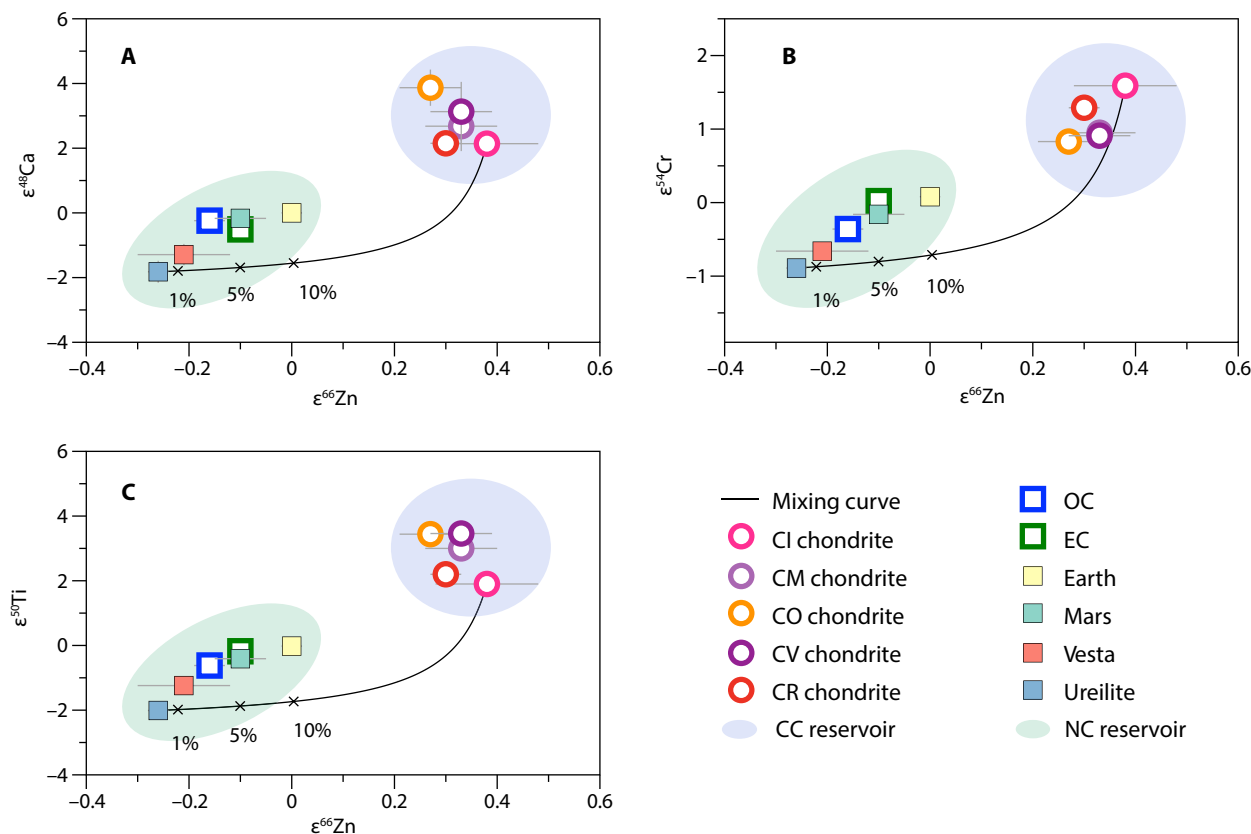 A
6
4
2
0
−2
−4
ε48Ca
1%
5%
10%
−0.4
−0.2
0
0.2
0.4
0.6
ε66Zn
B
2
1
0
−1
ε54Cr
1%
5%
10%
−0.4
−0.2
0
0.2
0.4
0.6
ε66Zn
C
6
4
2
0
−2
−4
ε50Ti
1%
5%
10%
−0.4
−0.2
0
0.2
0.4
0.6
ε66Zn
Mixing curve
CI chondrite
CM chondrite
CO chondrite
CV chondrite
CR chondrite
CC reservoir
OC
EC
Earth
Mars
Vesta
Ureilite
NC reservoir